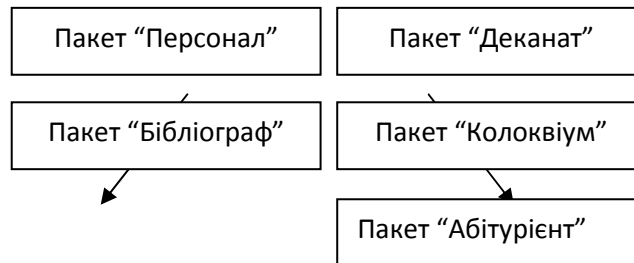 Пакет “Персонал”
Пакет “Деканат”
Пакет “Бібліограф”
Пакет “Колоквіум”
Пакет “Абітурієнт”